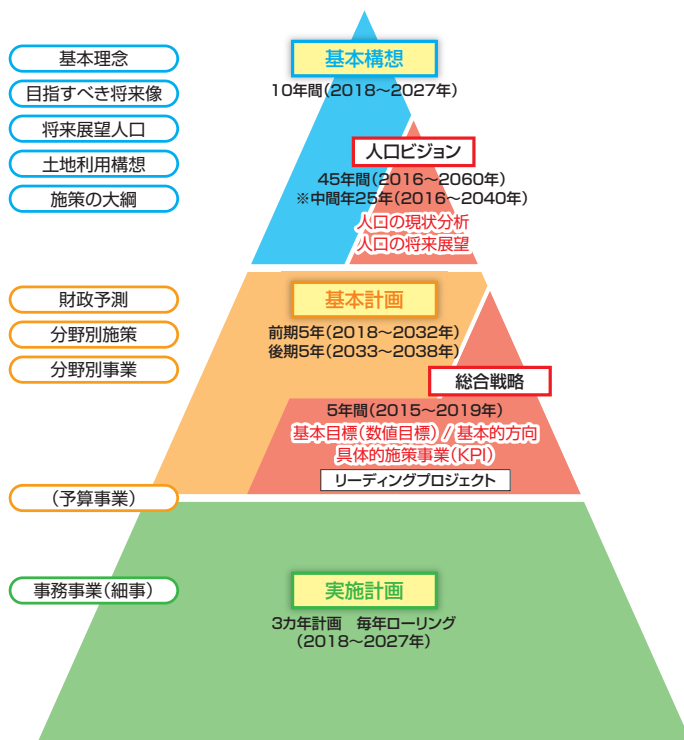 基本理念
目指すべき将来像
将来展望人口
土地利用構想
施策の大綱
基本構想
10年間(2018〜2027年)
人口ビジョン
45年間(2016〜2060年)
※中間年25年(2016〜2040年)
人口の現状分析
人口の将来展望
財政予測
分野別施策
分野別事業
(予算事業)
基本計画
前期5年(2018〜2032年)
後期5年(2033〜2038年)
総合戦略
5年間(2015〜2019年)
基本目標(数値目標) / 基本的方向
具体的施策事業(KPI)
リーディングプロジェクト
事務事業(細事)
実施計画
3カ年計画　毎年ローリング
(2018〜2027年)